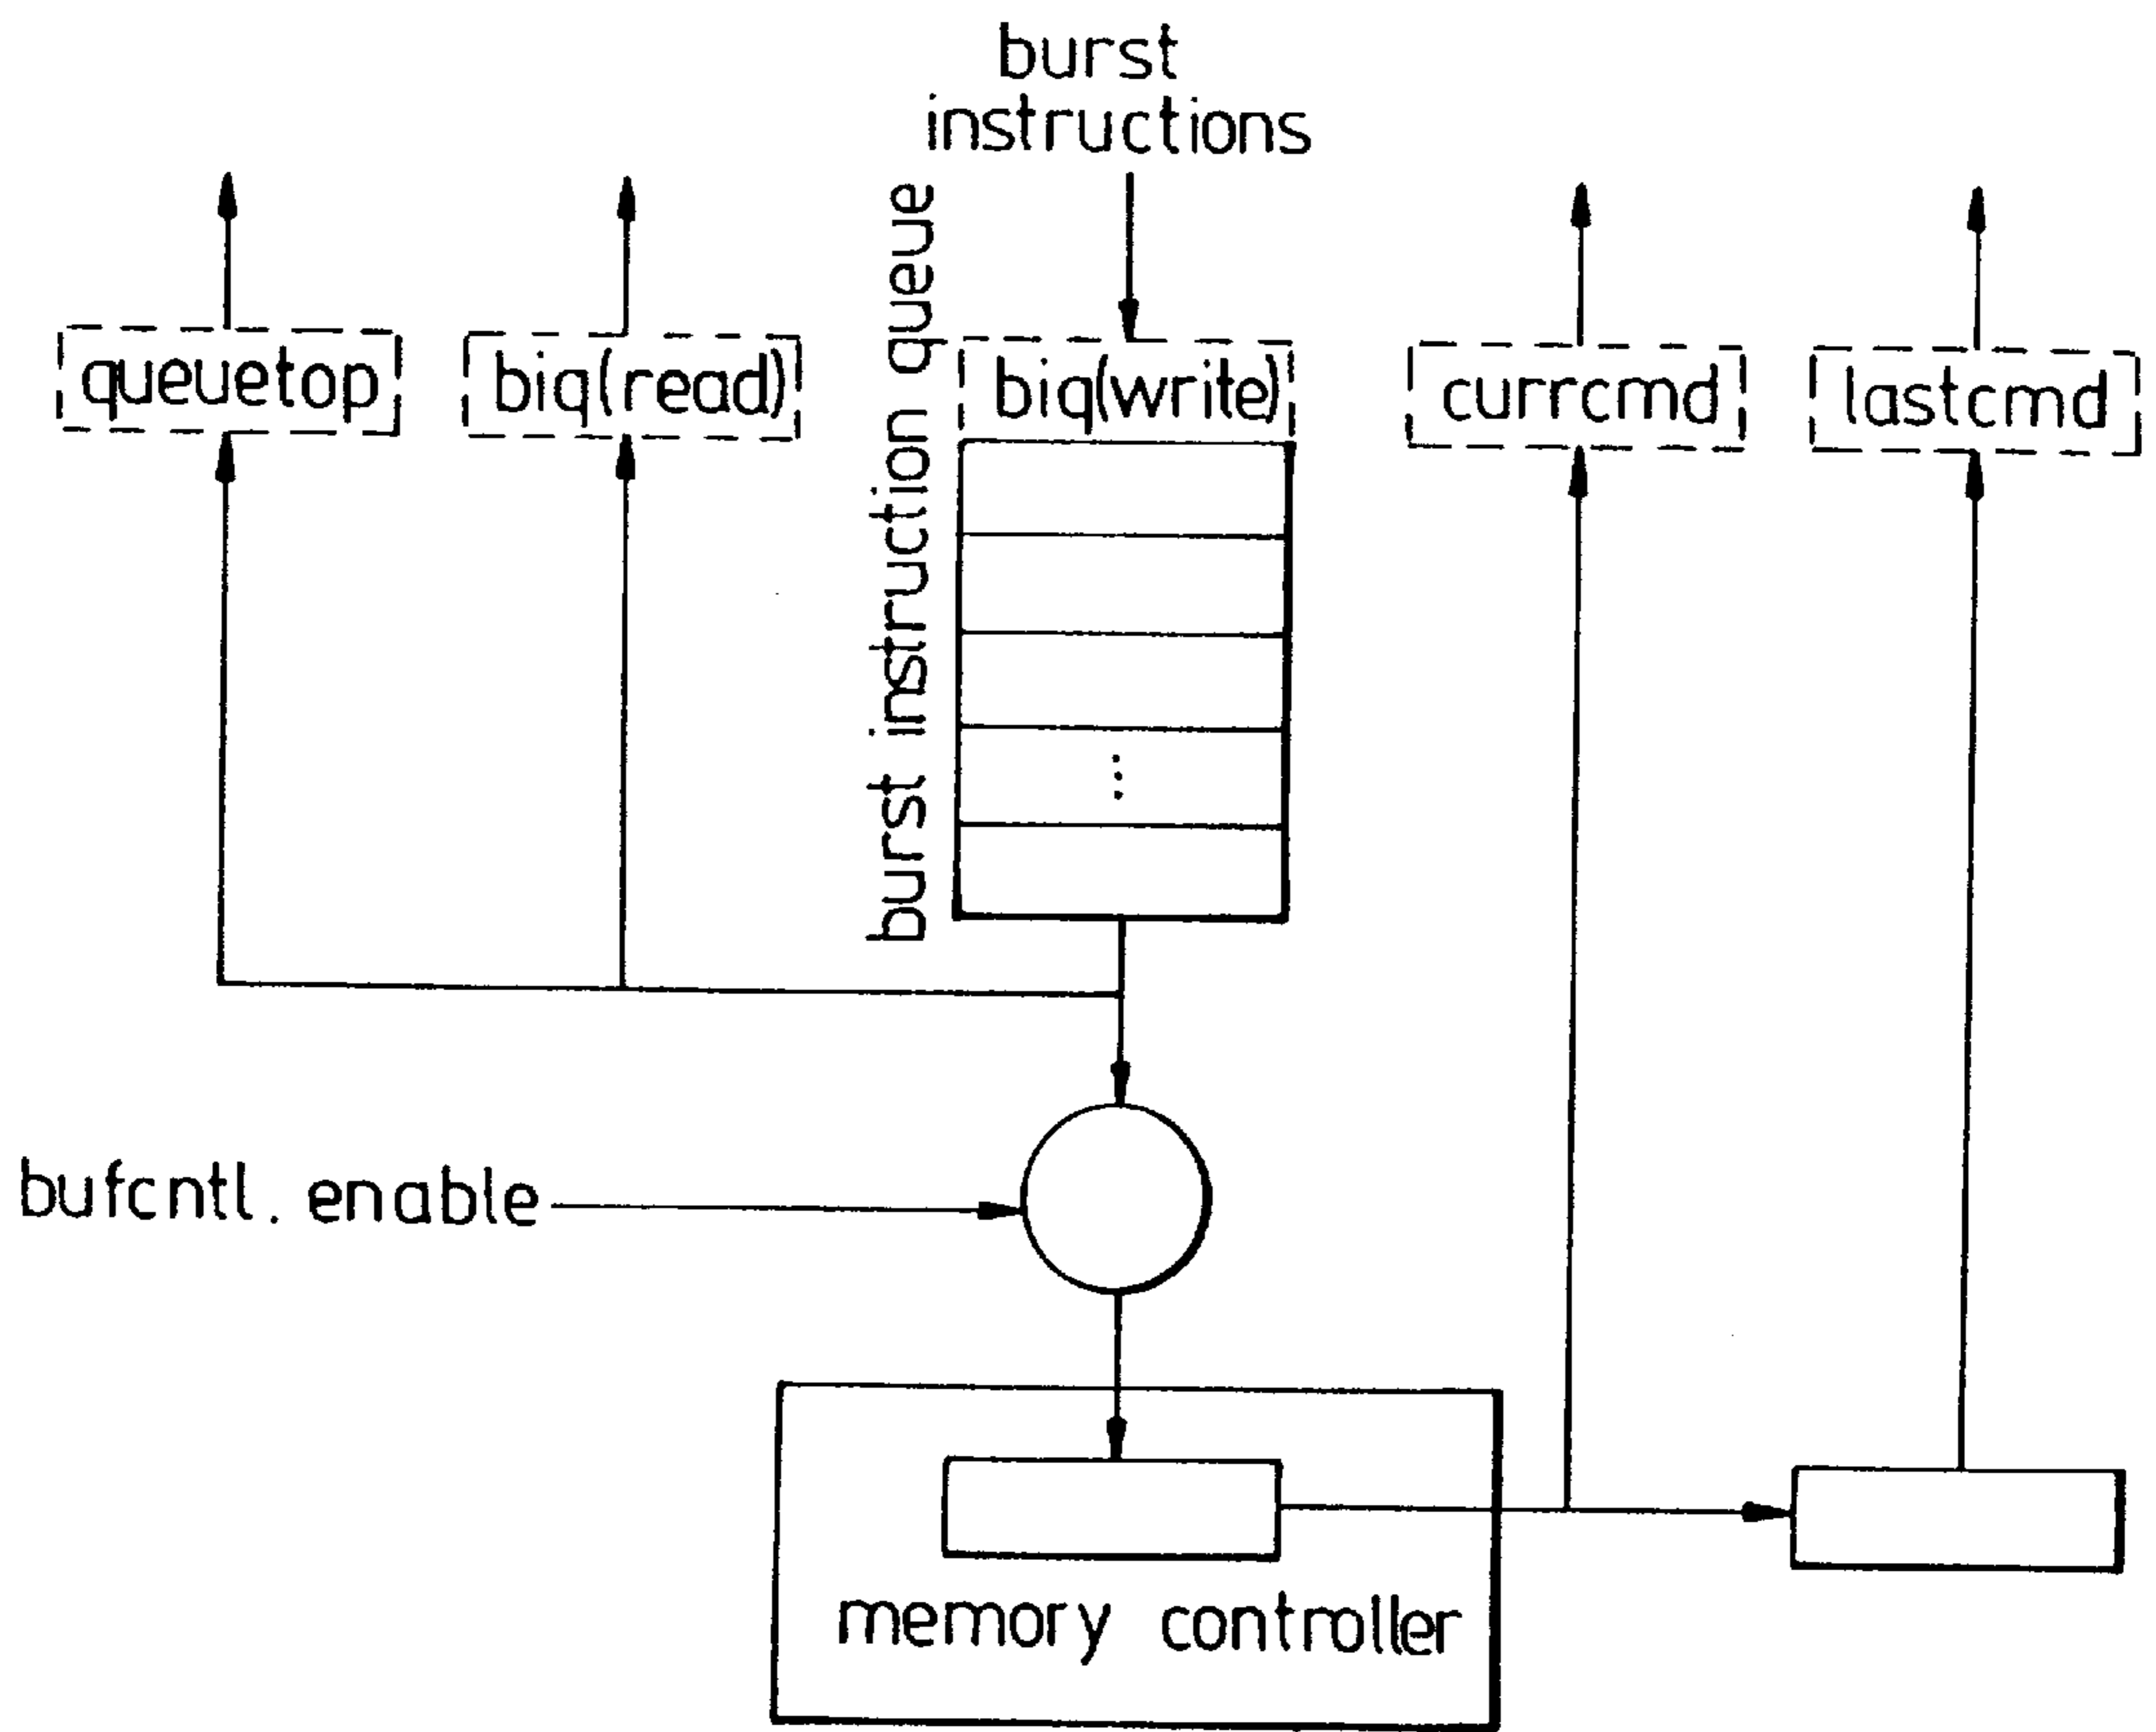 burst
instructions
burst instruction queue
queuetop
biq(read)
biq(write)
currcmd
lastcmd
bufcntl. enable
memory controller